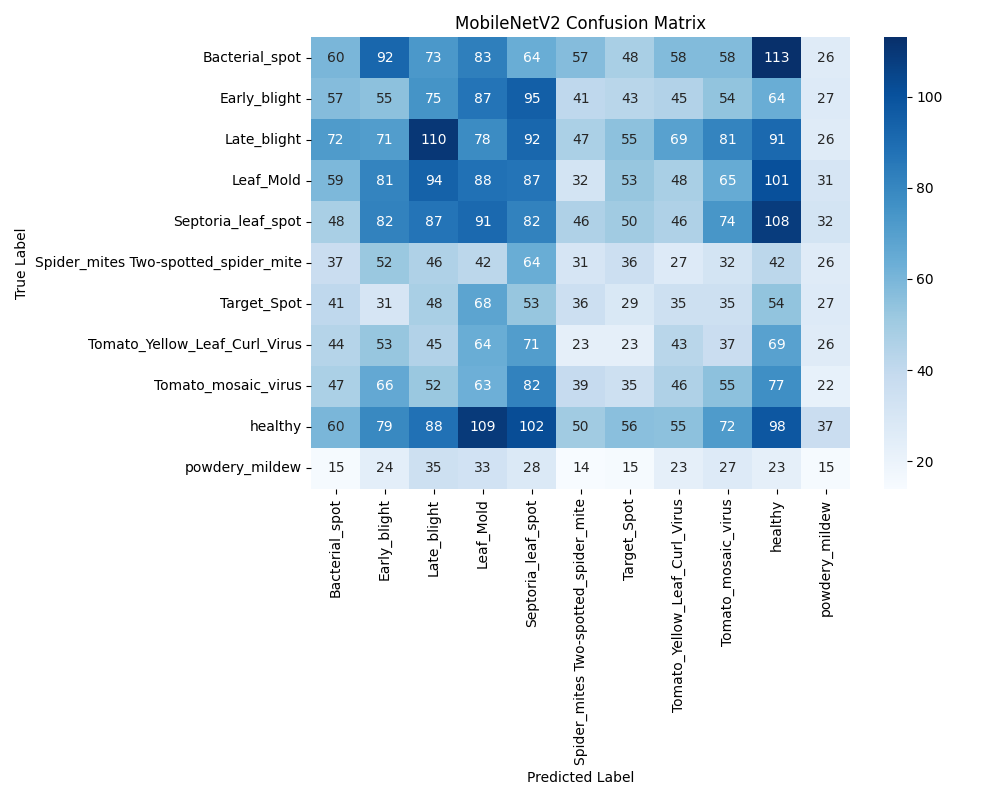 MobileNetV2 Confusion Matrix
True Label
Bacterial_spot 60 92 73 83 64 57 48 58 58 113 26
Early_blight 57 55 75 87 95 41 43 45 54 64 27
Late_blight 72 71 110 78 92 47 55 69 81 91 26
Leaf_Mold 59 81 94 88 87 32 53 48 65 101 31
Septoria_leaf_spot 48 82 87 91 82 46 50 46 74 108 32
Spider_mites Two-spotted_spider_mite 37 52 46 42 64 31 36 27 32 42 26
Target_Spot 41 31 48 68 53 36 29 35 35 54 27
Tomato_Yellow_Leaf_Curl_Virus 44 53 45 64 71 23 23 43 37 69 26
Tomato_mosaic_virus 47 66 52 63 82 39 35 46 55 77 22
healthy 60 79 88 109 102 50 56 55 72 98 37
powdery_mildew 15 24 35 33 28 14 15 23 27 23 15
Bacterial_spot
Early_blight
Late_blight
Leaf_Mold
Septoria_leaf_spot
Spider_mites Two-spotted_spider_mite
Target_Spot
Tomato_Yellow_Leaf_Curl_Virus
Tomato_mosaic_virus
healthy
powdery_mildew
Predicted Label
100
80
60
40
20